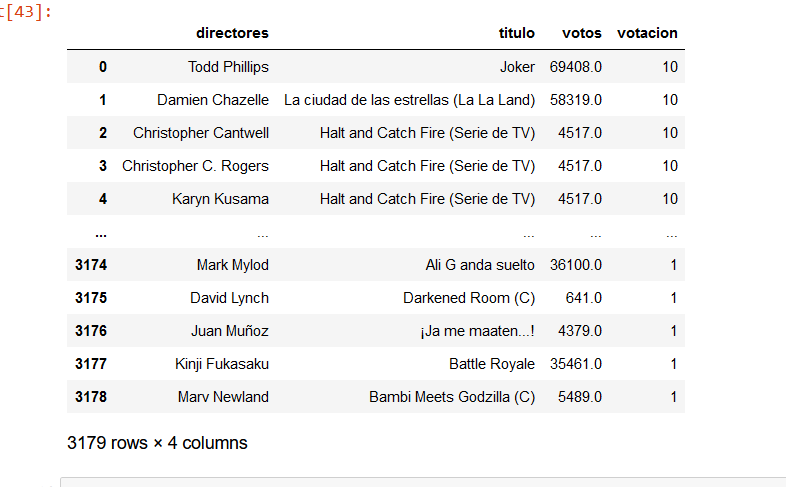 t[43]:
directores titulo votos votacion
0 Todd Phillips Joker 69408.0 10
1 Damien Chazelle La ciudad de las estrellas (La La Land) 58319.0 10
2 Christopher Cantwell Halt and Catch Fire (Serie de TV) 4517.0 10
3 Christopher C. Rogers Halt and Catch Fire (Serie de TV) 4517.0 10
4 Karyn Kusama Halt and Catch Fire (Serie de TV) 4517.0 10
... ... ... ... ...
3174 Mark Mylod Ali G anda suelto 36100.0 1
3175 David Lynch Darkened Room (C) 641.0 1
3176 Juan Muñoz ¡Ja me maaten...! 4379.0 1
3177 Kinji Fukasaku Battle Royale 35461.0 1
3178 Marv Newland Bambi Meets Godzilla (C) 5489.0 1
3179 rows × 4 columns